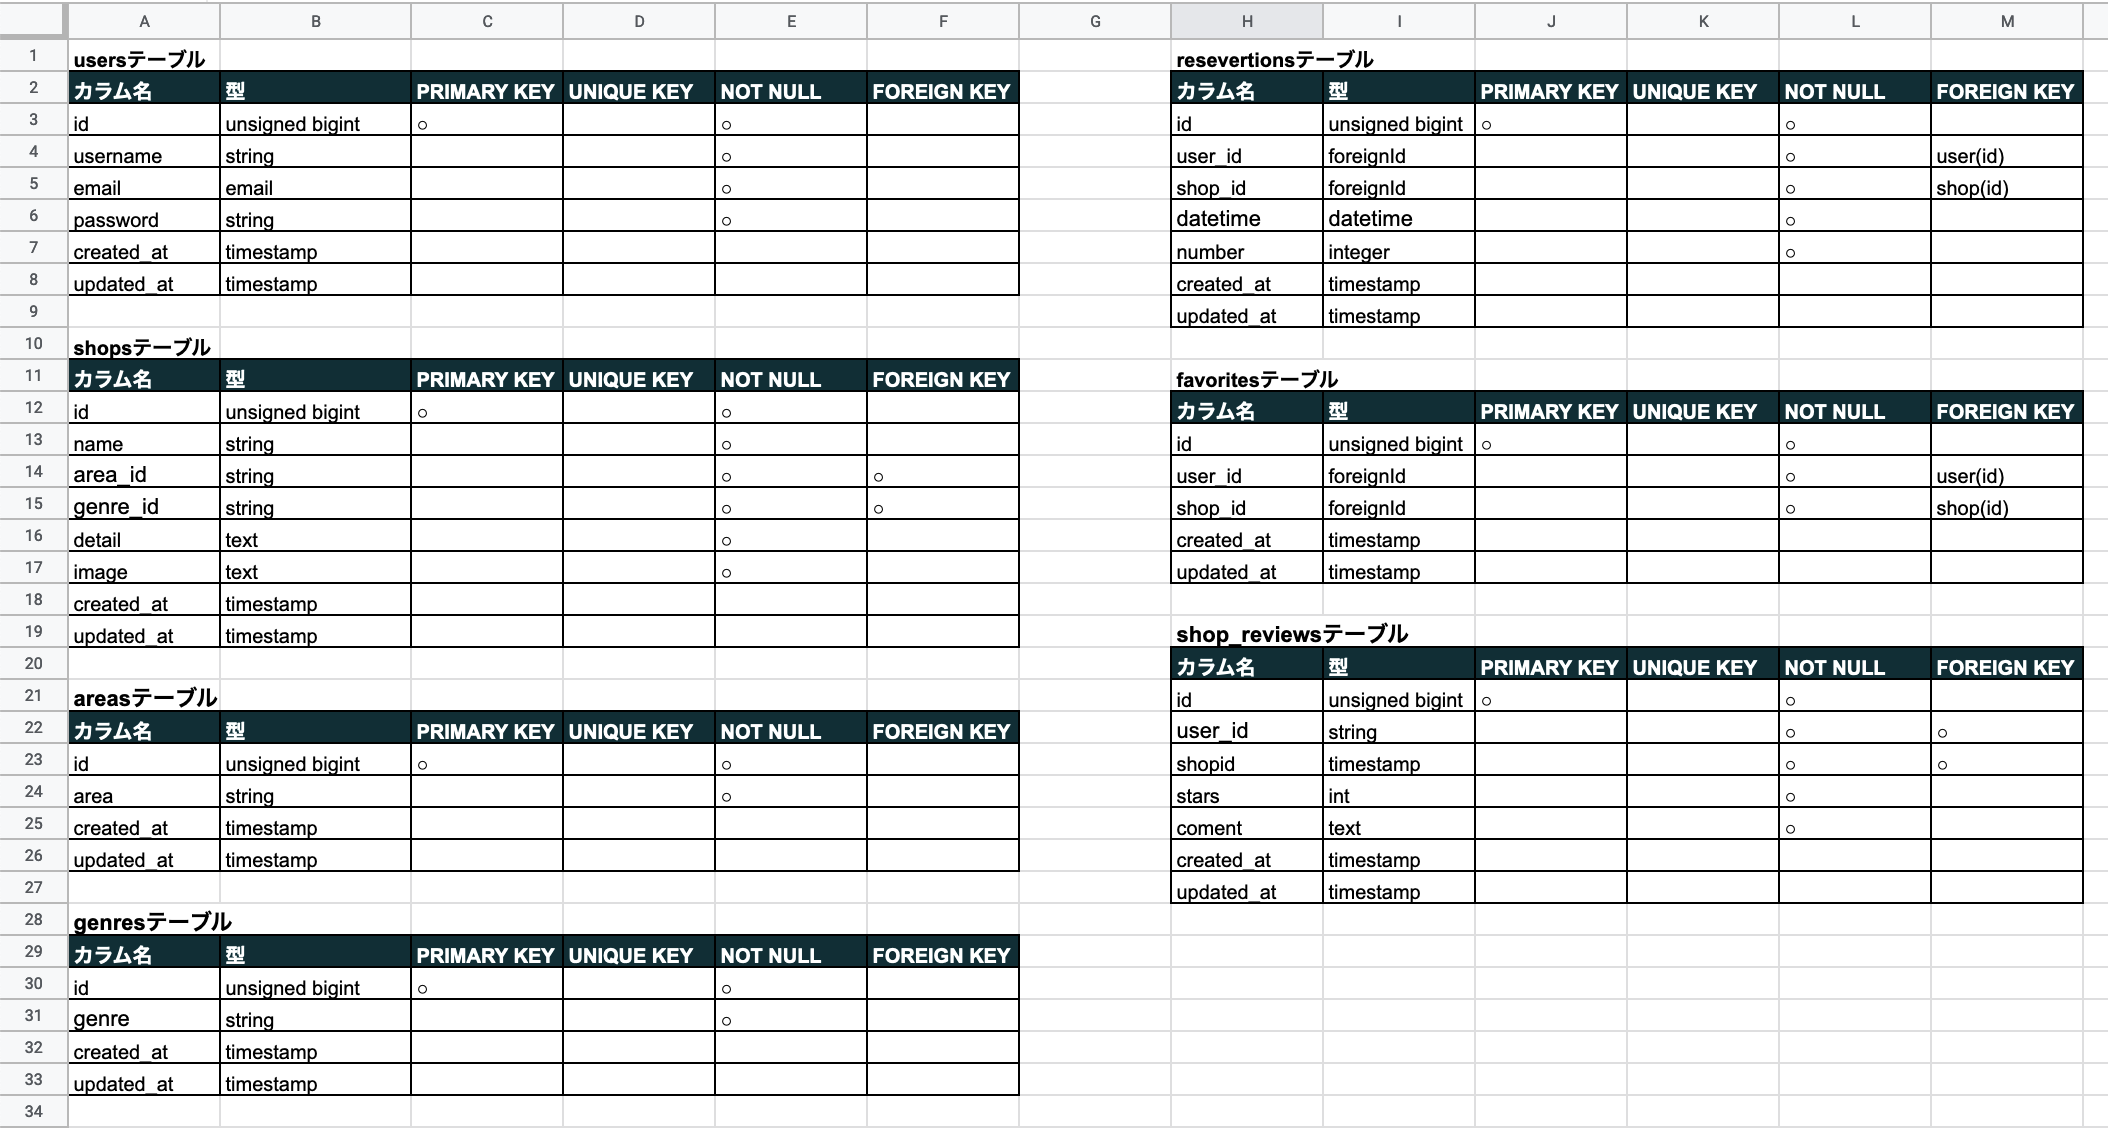 A B C D E F G H I J K L M
1 usersテーブル resevertionsテーブル
2 カラム名 型 PRIMARY KEY UNIQUE KEY NOT NULL FOREIGN KEY カラム名 型 PRIMARY KEY UNIQUE KEY NOT NULL FOREIGN KEY
3 id unsigned bigint ○ ○ id unsigned bigint ○ ○
4 username string ○ user_id foreignId ○ user(id)
5 email email ○ shop_id foreignId ○ shop(id)
6 password string ○ datetime datetime ○
7 created_at timestamp number integer ○
8 updated_at timestamp created_at timestamp
9 updated_at timestamp
10 shopsテーブル
11 カラム名 型 PRIMARY KEY UNIQUE KEY NOT NULL FOREIGN KEY favoritesテーブル
12 id unsigned bigint ○ ○ カラム名 型 PRIMARY KEY UNIQUE KEY NOT NULL FOREIGN KEY
13 name string ○ id unsigned bigint ○ ○
14 area_id string ○ ○ user_id foreignId ○ user(id)
15 genre_id string ○ ○ shop_id foreignId ○ shop(id)
16 detail text ○ created_at timestamp
17 image text ○ updated_at timestamp
18 created_at timestamp
19 updated_at timestamp shop_reviewsテーブル
20 カラム名 型 PRIMARY KEY UNIQUE KEY NOT NULL FOREIGN KEY
21 areasテーブル id unsigned bigint ○ ○
22 カラム名 型 PRIMARY KEY UNIQUE KEY NOT NULL FOREIGN KEY user_id string ○ ○
23 id unsigned bigint ○ ○ shopid timestamp ○ ○
24 area string ○ stars int ○
25 created_at timestamp coment text ○
26 updated_at timestamp created_at timestamp
27 updated_at timestamp
28 genresテーブル
29 カラム名 型 PRIMARY KEY UNIQUE KEY NOT NULL FOREIGN KEY
30 id unsigned bigint ○ ○
31 genre string ○
32 created_at timestamp
33 updated_at timestamp
34